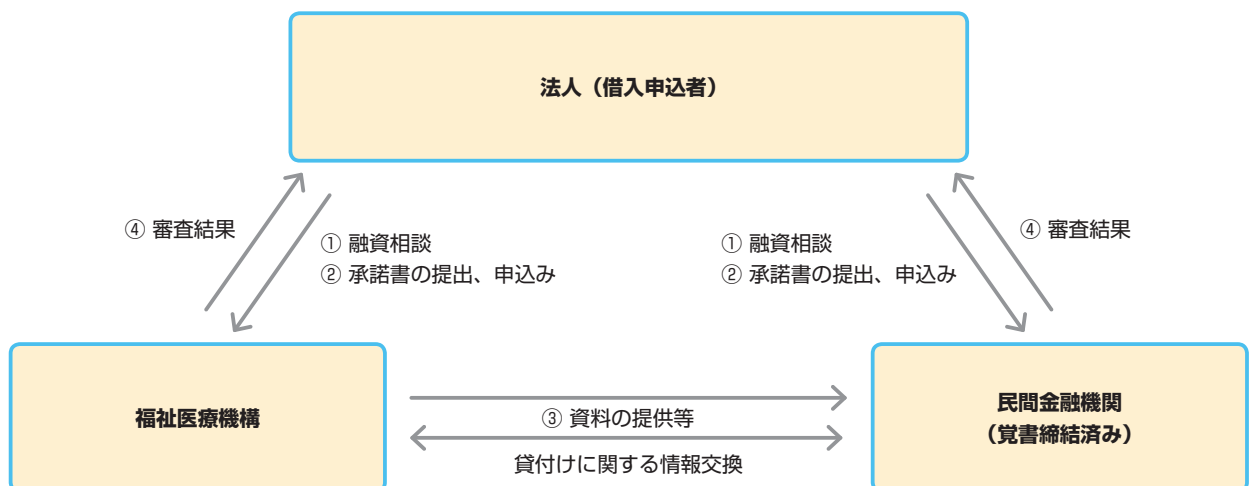 法人（借入申込者）
④ 審査結果
① 融資相談
② 承諾書の提出、申込み
① 融資相談
② 承諾書の提出、申込み
④ 審査結果
福祉医療機構
③ 資料の提供等
貸付けに関する情報交換
民間金融機関
（覚書締結済み）